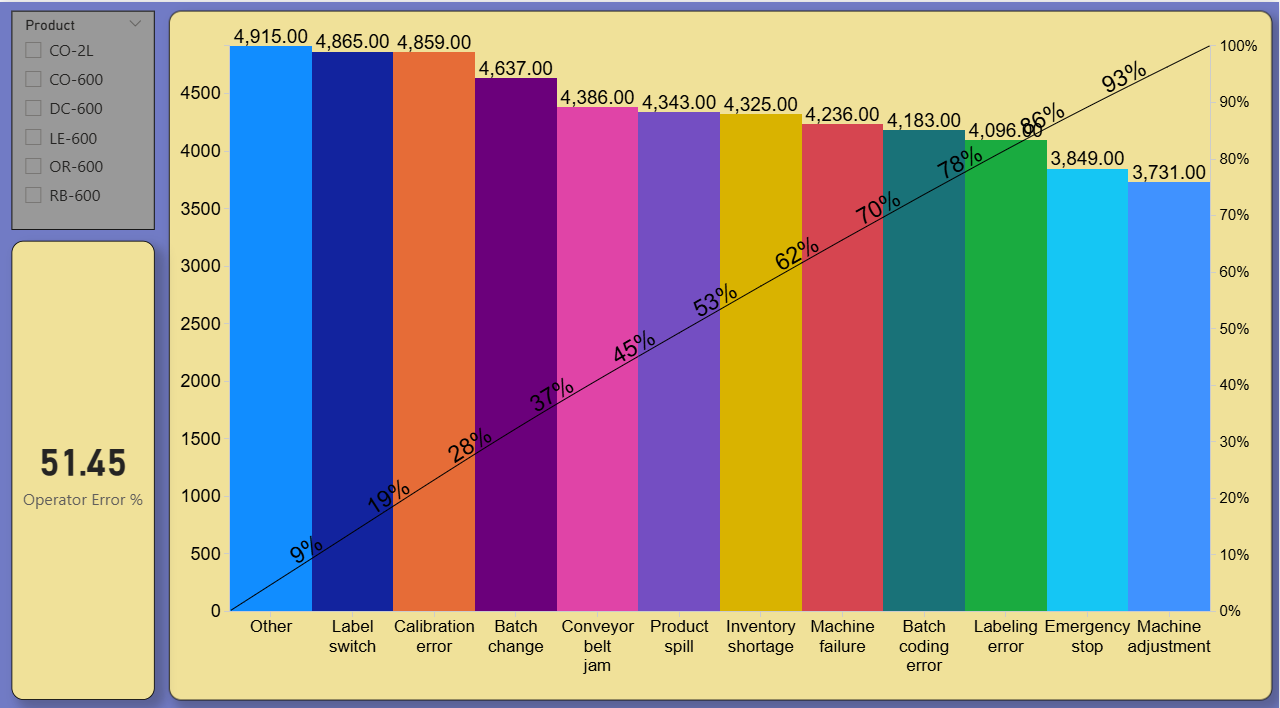 Product
CO-2L
CO-600
DC-600
LE-600
OR-600
RB-600
51.45
Operator Error %
4,915.00
4,865.00
4,859.00
4,637.00
4,386.00
4,343.00
4,325.00
4,236.00
4,183.00
4,096.00
3,849.00
3,731.00
4500
4000
3500
3000
2500
2000
1500
1000
500
0
9%
19%
28%
37%
45%
53%
62%
70%
78%
86%
93%
100%
90%
80%
70%
60%
50%
40%
30%
20%
10%
0%
Other
Label
switch
Calibration
error
Batch
change
Conveyor
belt
jam
Product
spill
Inventory
shortage
Machine
failure
Batch
coding
error
Labeling
error
Emergency
stop
Machine
adjustment